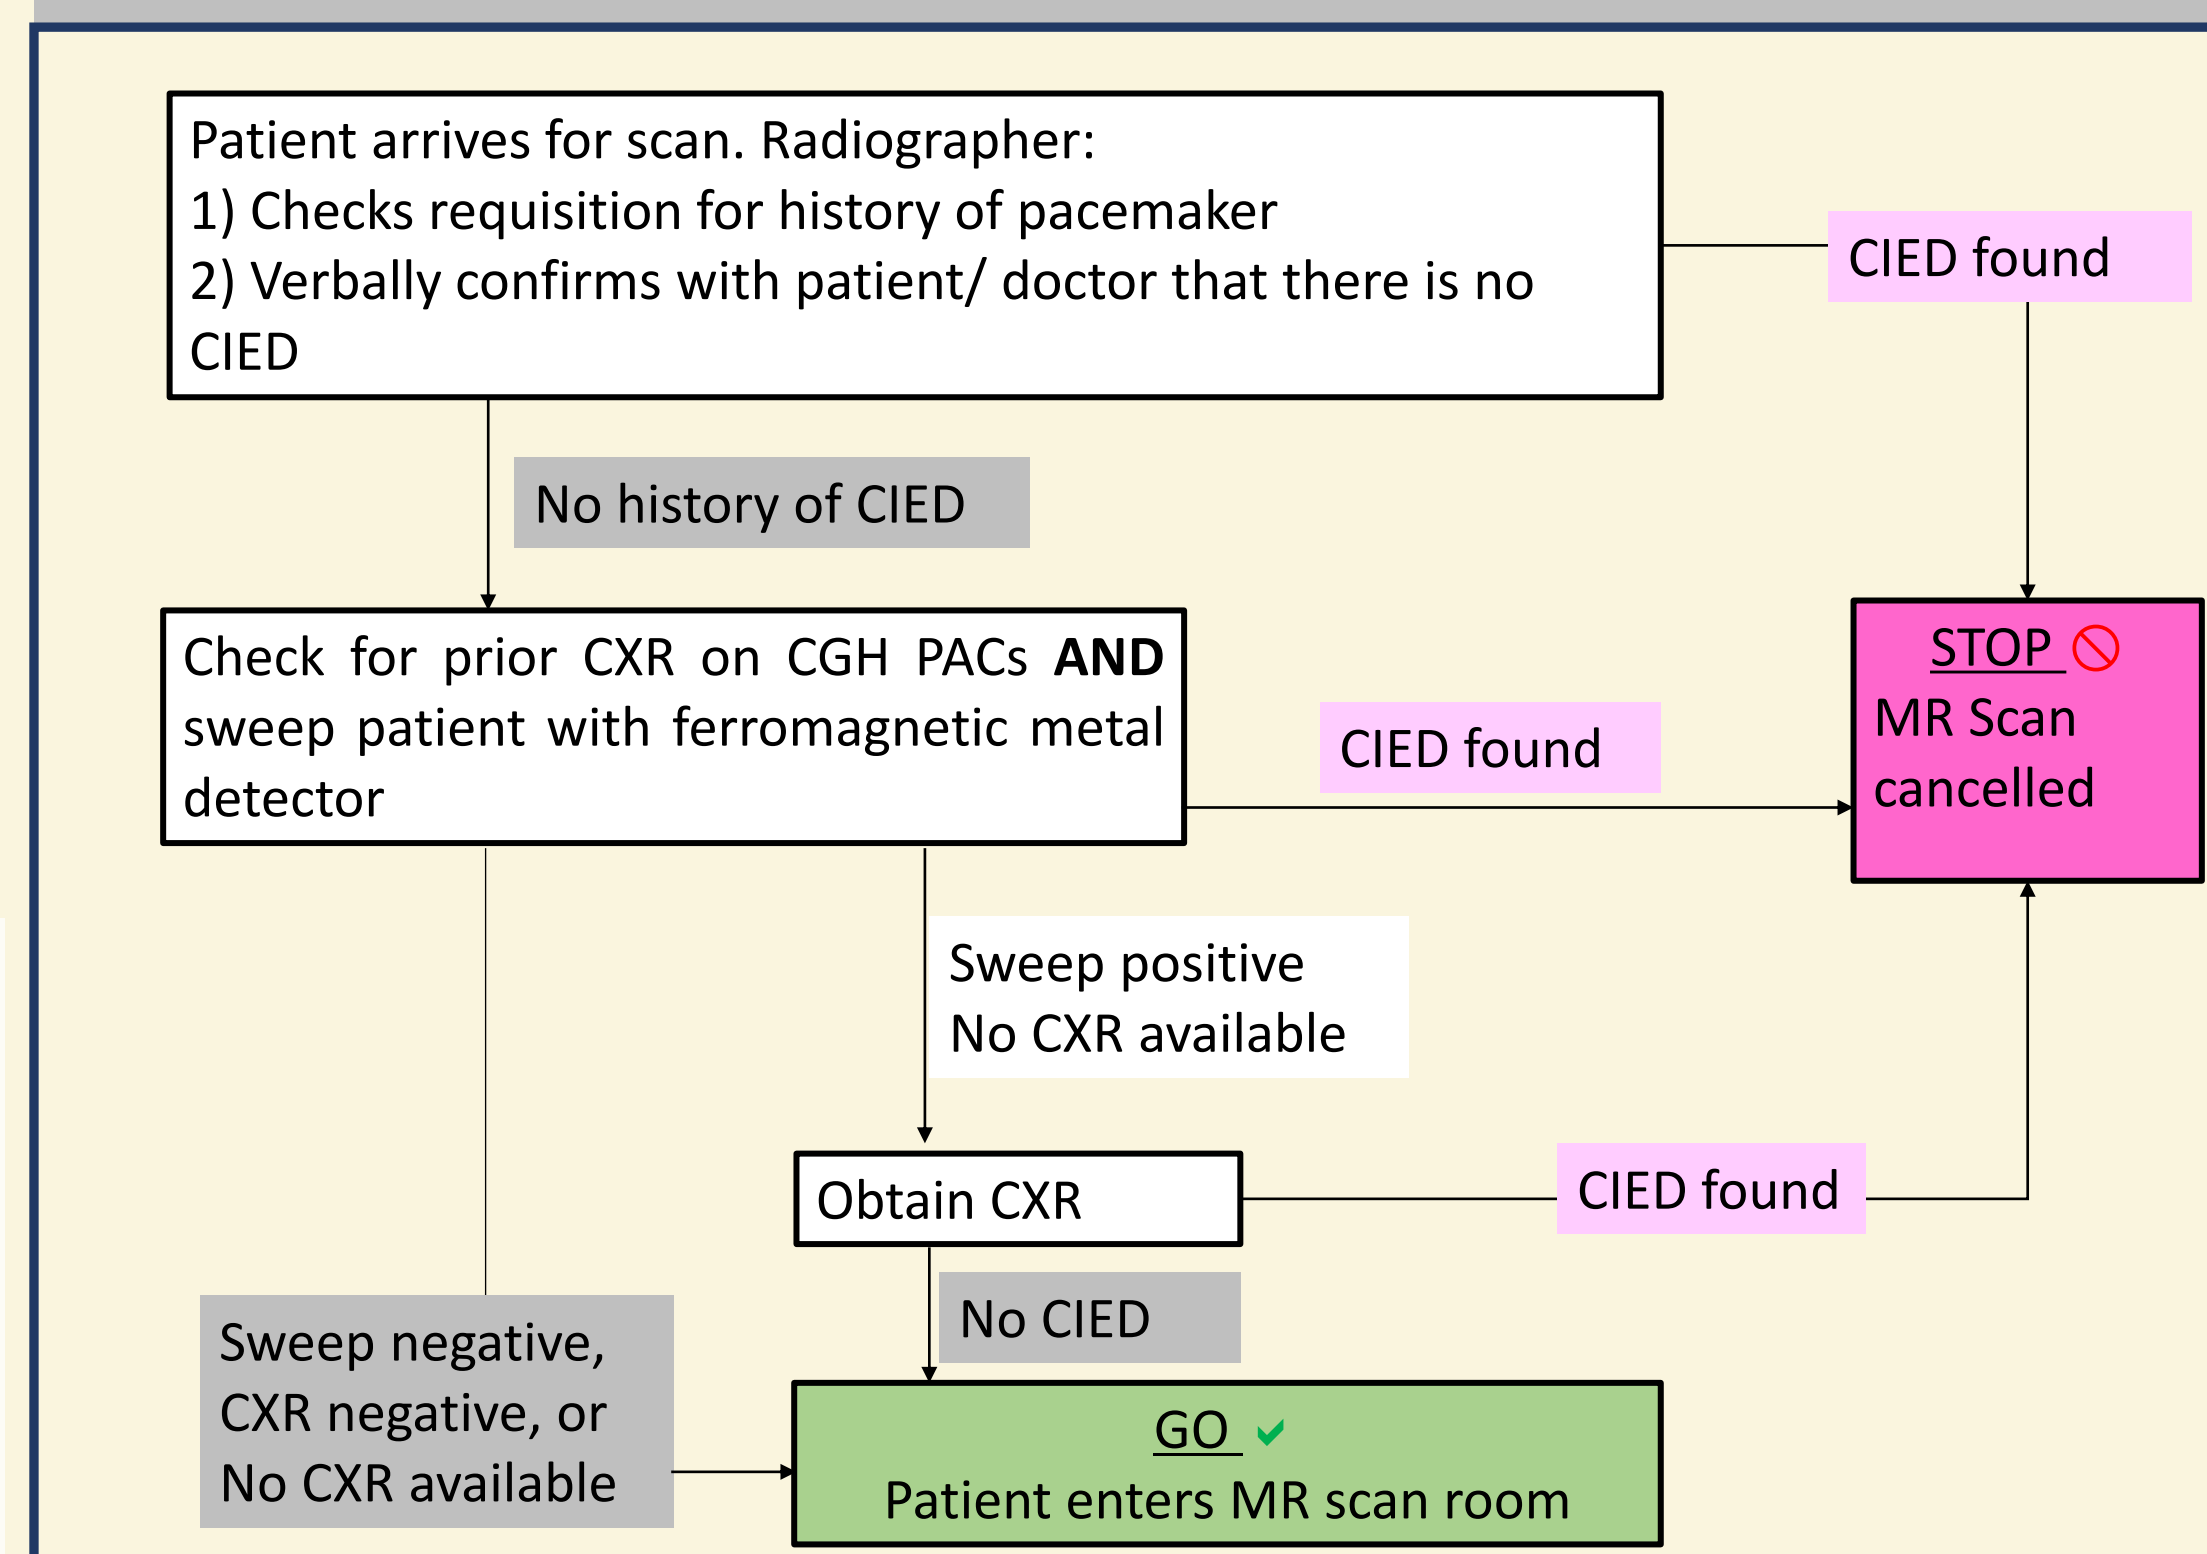 Patient arrives for scan. Radiographer:
1) Checks requisition for history of pacemaker
2) Verbally confirms with patient/ doctor that there is no
CIED
CIED found
No history of CIED
Check for prior CXR on CGH PACs AND
sweep patient with ferromagnetic metal
detector
CIED found
STOP
MR Scan
cancelled
Sweep positive
No CXR available
Obtain CXR
CIED found
No CIED
Sweep negative,
CXR negative, or
No CXR available
GO
Patient enters MR scan room